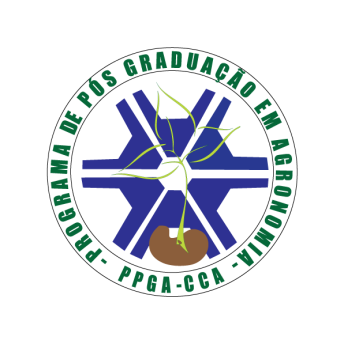 - PROGRAMA DE PÓS GRADUAÇÃO EM AGRONOMIA -
PPGA-CCA